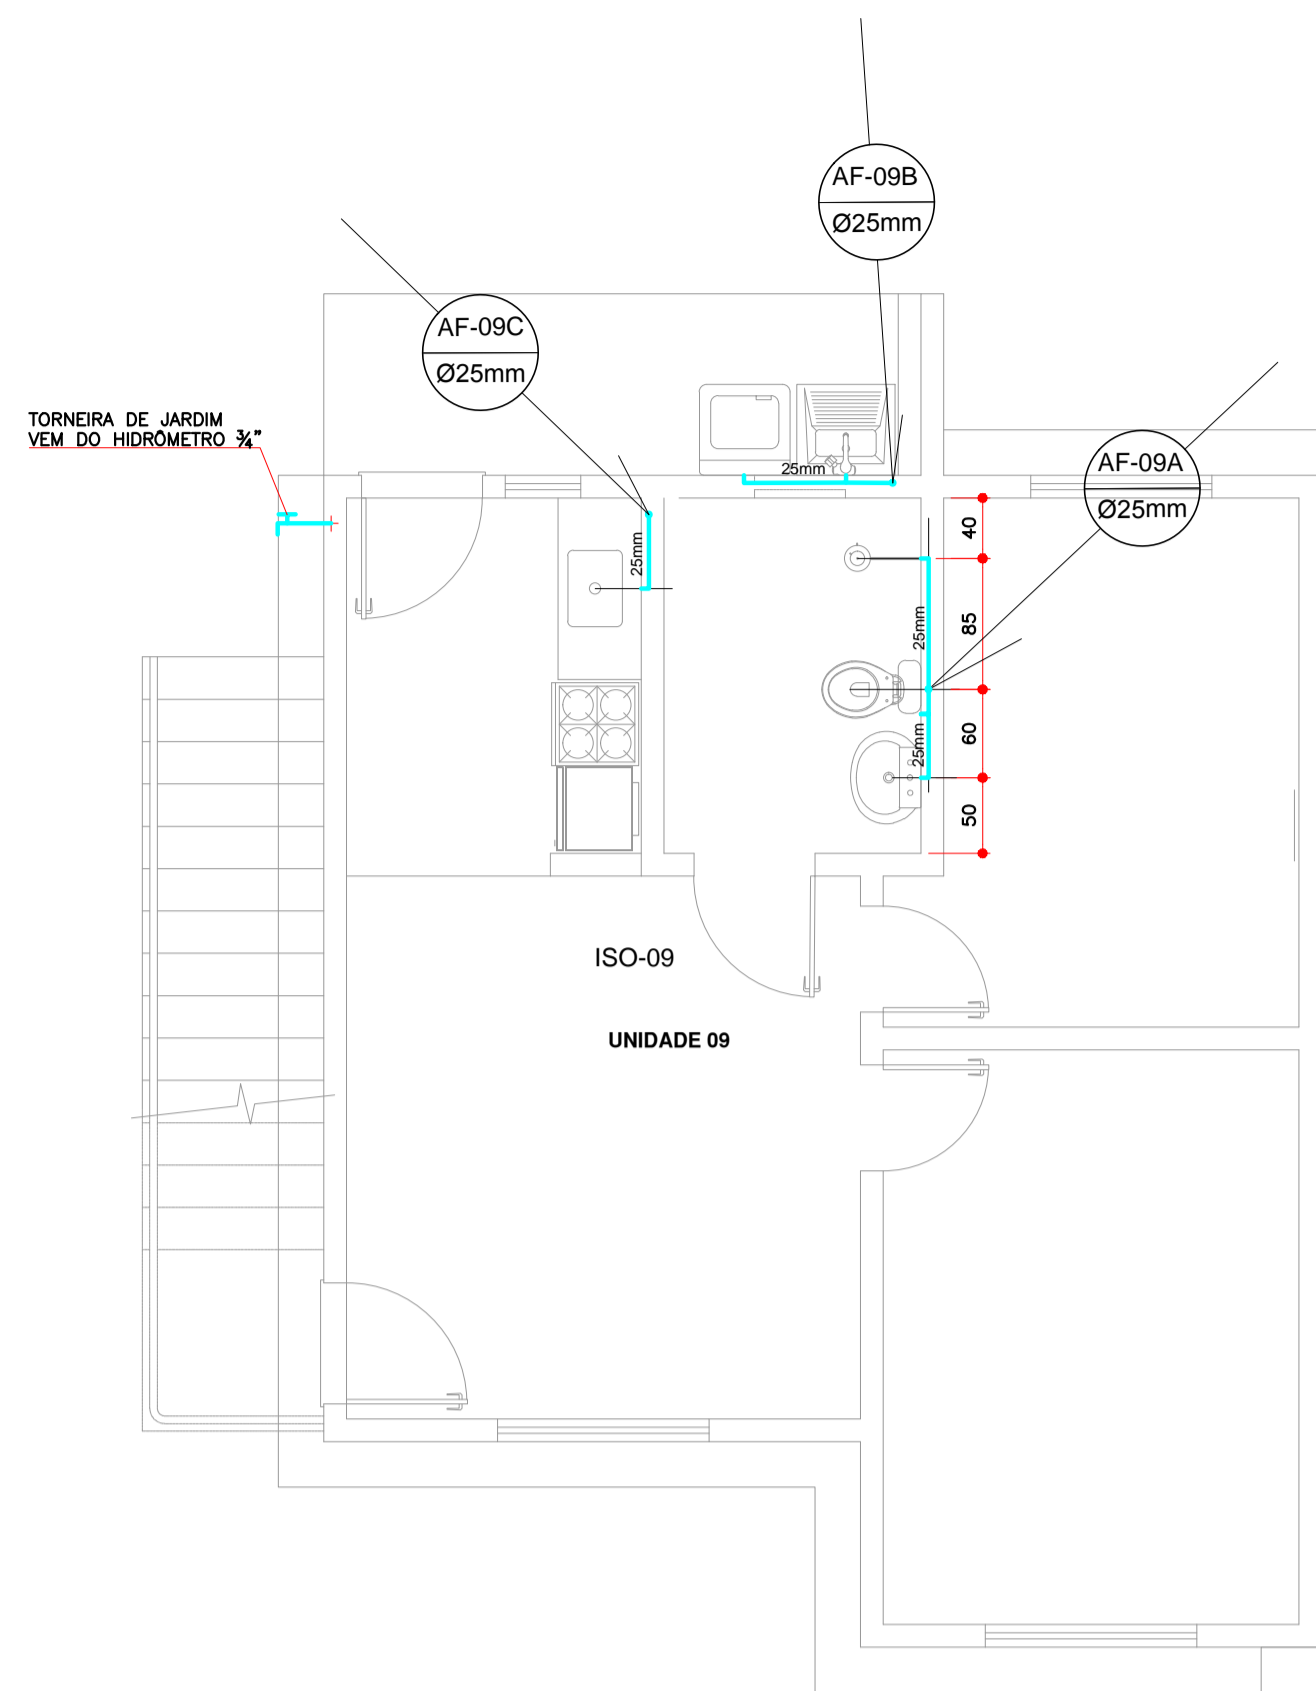 AF-09B
Ø25mm
AF-09C
Ø25mm
TORNEIRA DE JARDIM
VEM DO HIDRÔMETRO ¾"
25mm
AF-09A
Ø25mm
40
25mm
85
25mm
60
25mm
50
ISO-09
UNIDADE 09